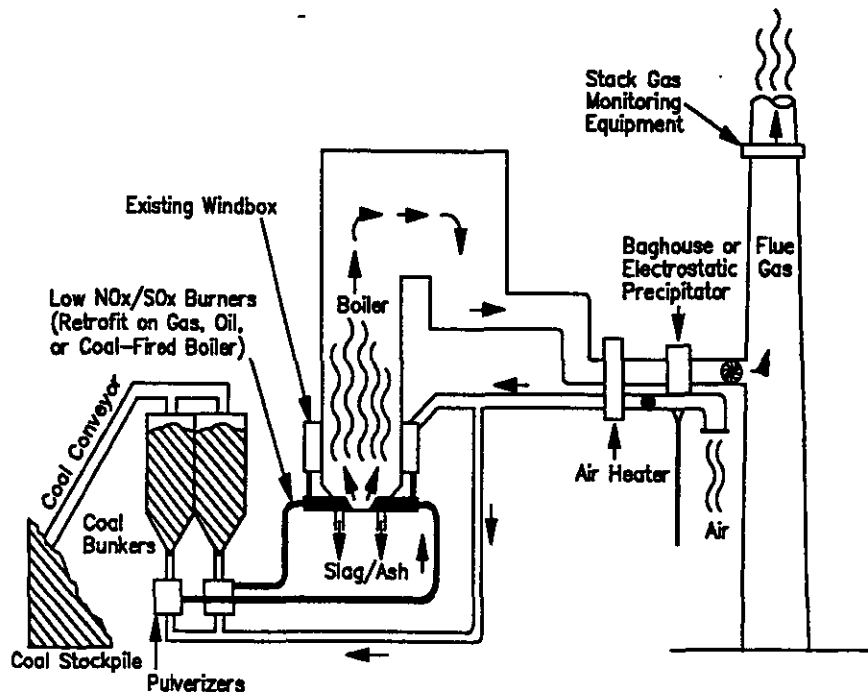 Stack Gas
Monitoring
Equipment
Existing Windbox
Baghouse or
Electrostatic
Precipitator
Flue
Gas
Low NOx/SOx Burners
(Retrofit on Gas, Oil,
or Coal-Fired Boiler)
Boiler
Coal Conveyor
Air Heater
Air
Coal
Bunkers
Slag/Ash
Coal Stockpile
Pulverizers